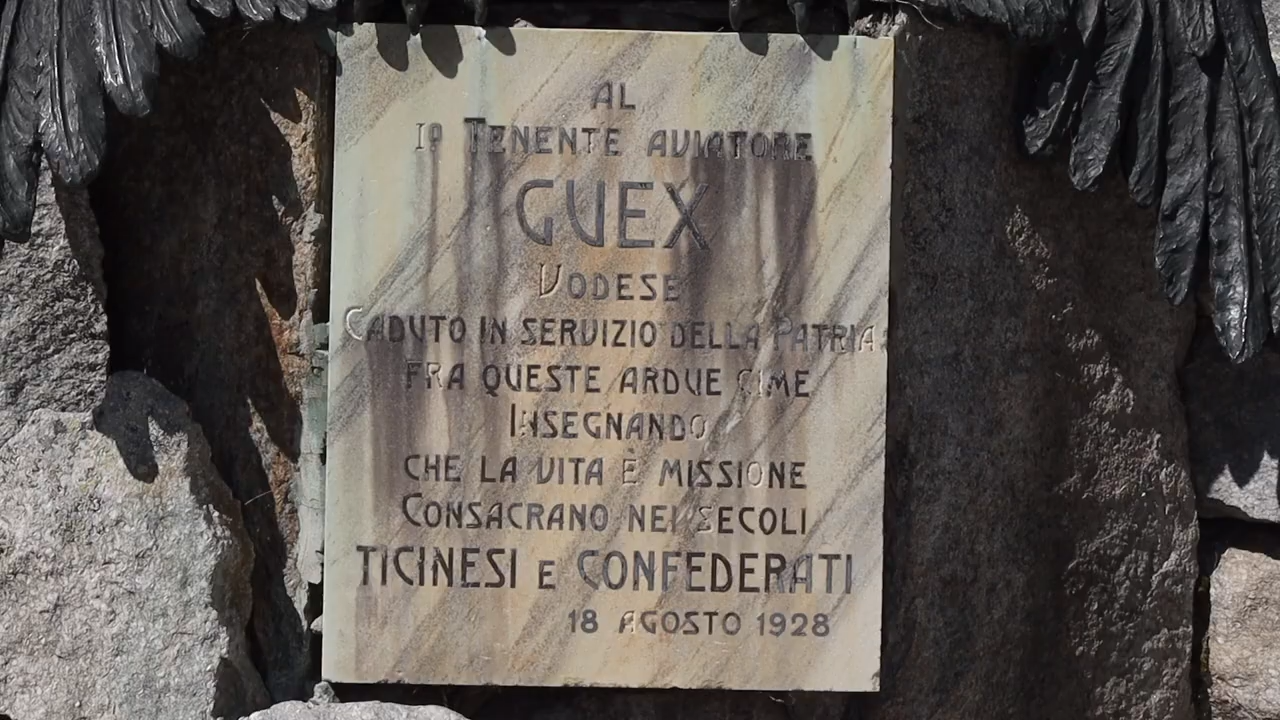 AL
Iº TENENTE AVIATORE
GUEX
VODESE
CADUTO IN SERVIZIO DELLA PATRIA
FRA QUESTE ARDUE CIME
INSEGNANDO
CHE LA VITA È MISSIONE
CONSACRANO NEI SECOLI
TICINESI E CONFEDERATI
18 AGOSTO 1928